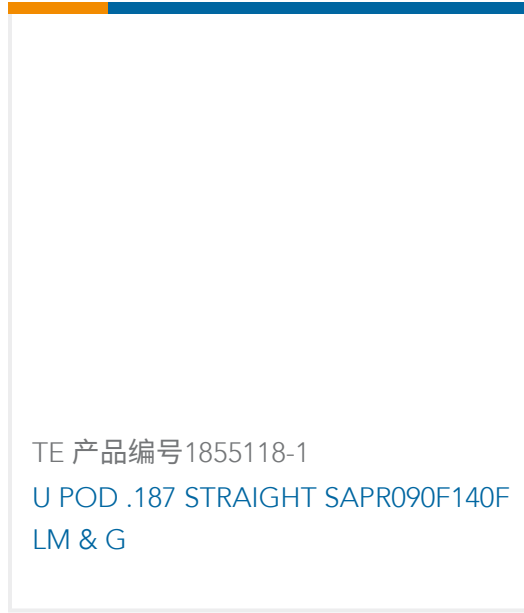 TE 产品编号1855118-1
U POD .187 STRAIGHT SAPR090F140F
LM & G